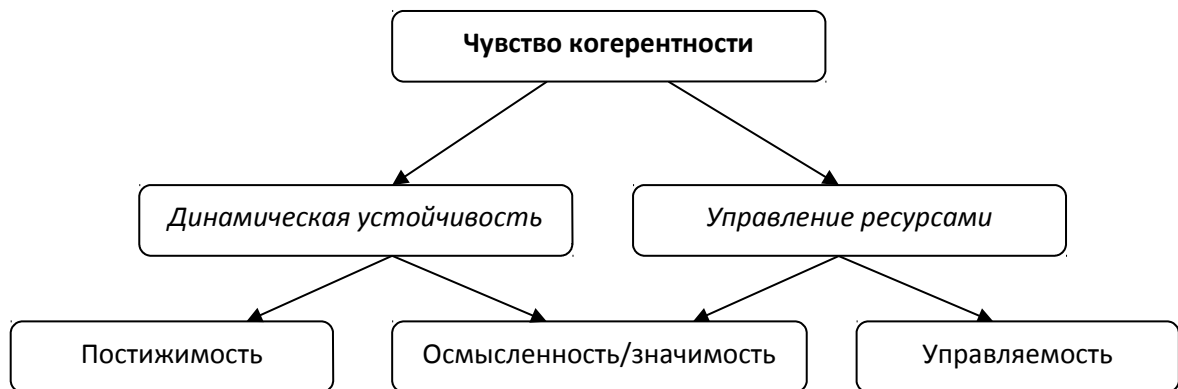 Чувство когерентности
Динамическая устойчивость
Управление ресурсами
Постижимость
Осмысленность/значимость
Управляемость